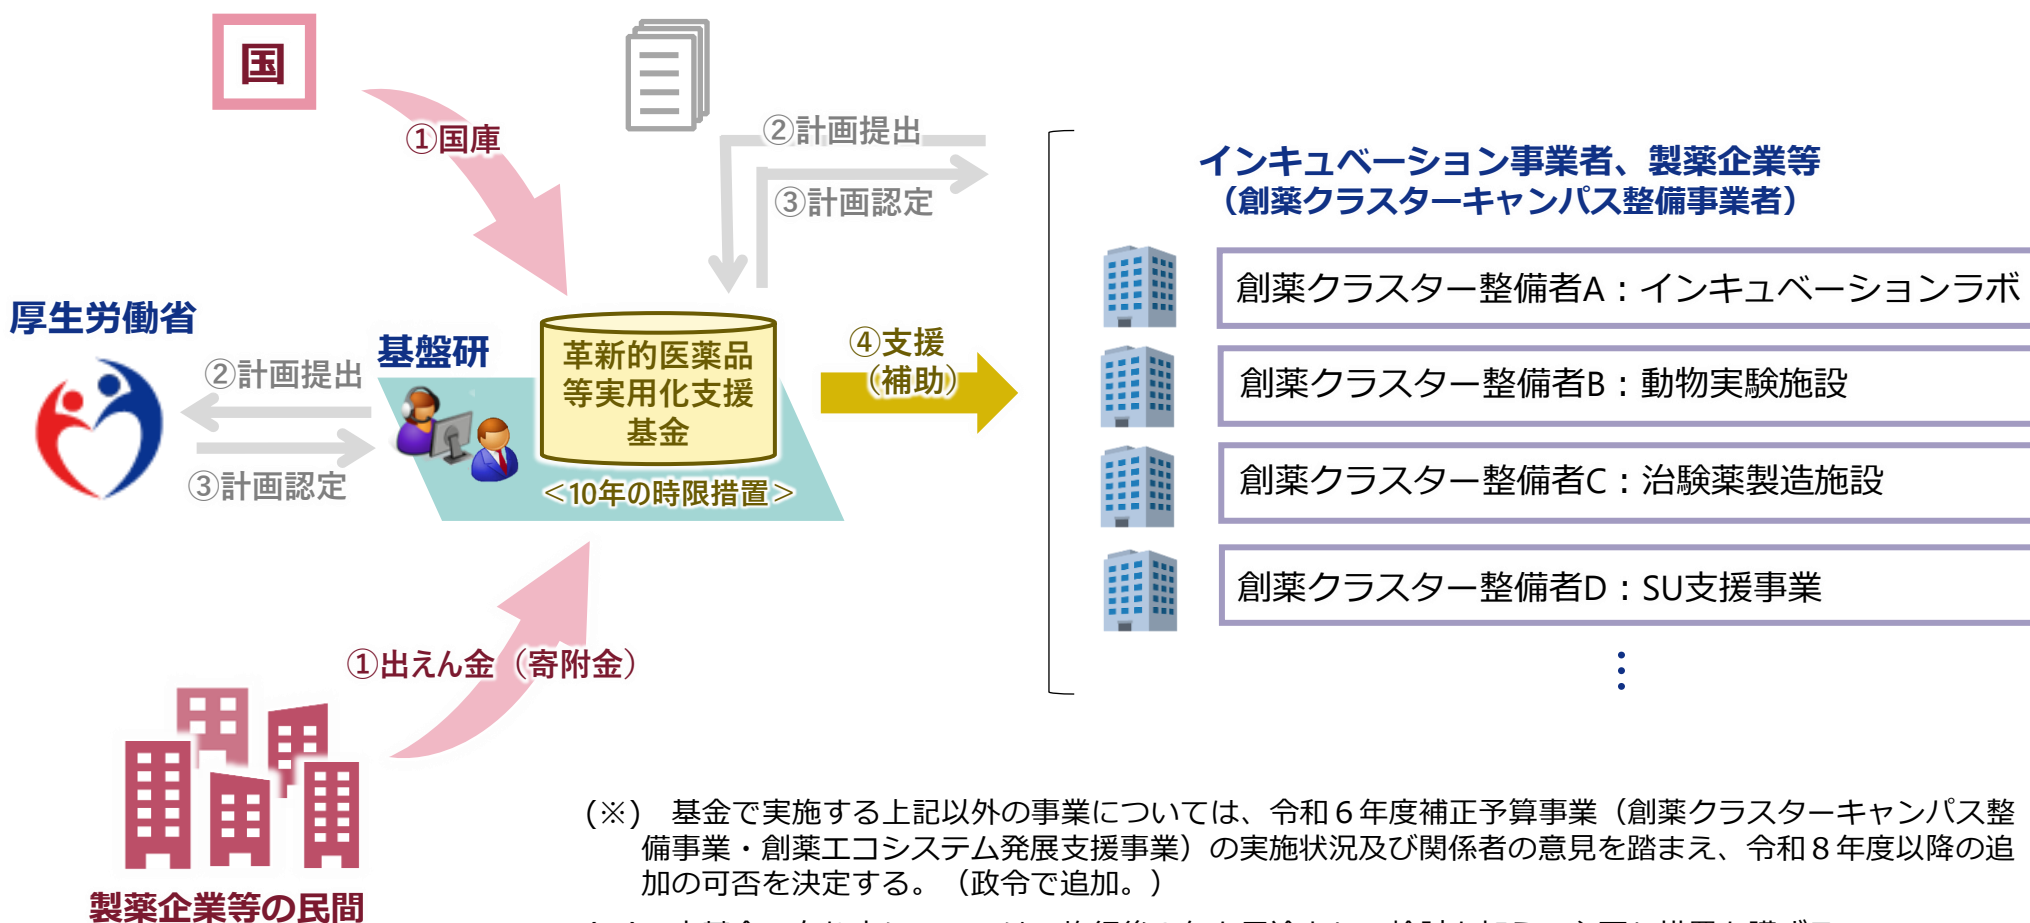 国
①国庫
②計画提出
③計画認定
インキュベーション事業者、製薬企業等
（創薬クラスターキャンパス整備事業者）
創薬クラスター整備者A：インキュベーションラボ
創薬クラスター整備者B：動物実験施設
創薬クラスター整備者C：治験薬製造施設
創薬クラスター整備者D：SU支援事業
⋮
厚生労働省
②計画提出
③計画認定
基盤研
革新的医薬品
等実用化支援
基金
＜10年の時限措置＞
④支援
（補助）
①出えん金（寄附金）
製薬企業等の民間
(※)　基金で実施する上記以外の事業については、令和６年度補正予算事業（創薬クラスターキャンパス整
備事業・創薬エコシステム発展支援事業）の実施状況及び関係者の意見を踏まえ、令和８年度以降の追
加の可否を決定する。（政令で追加。）